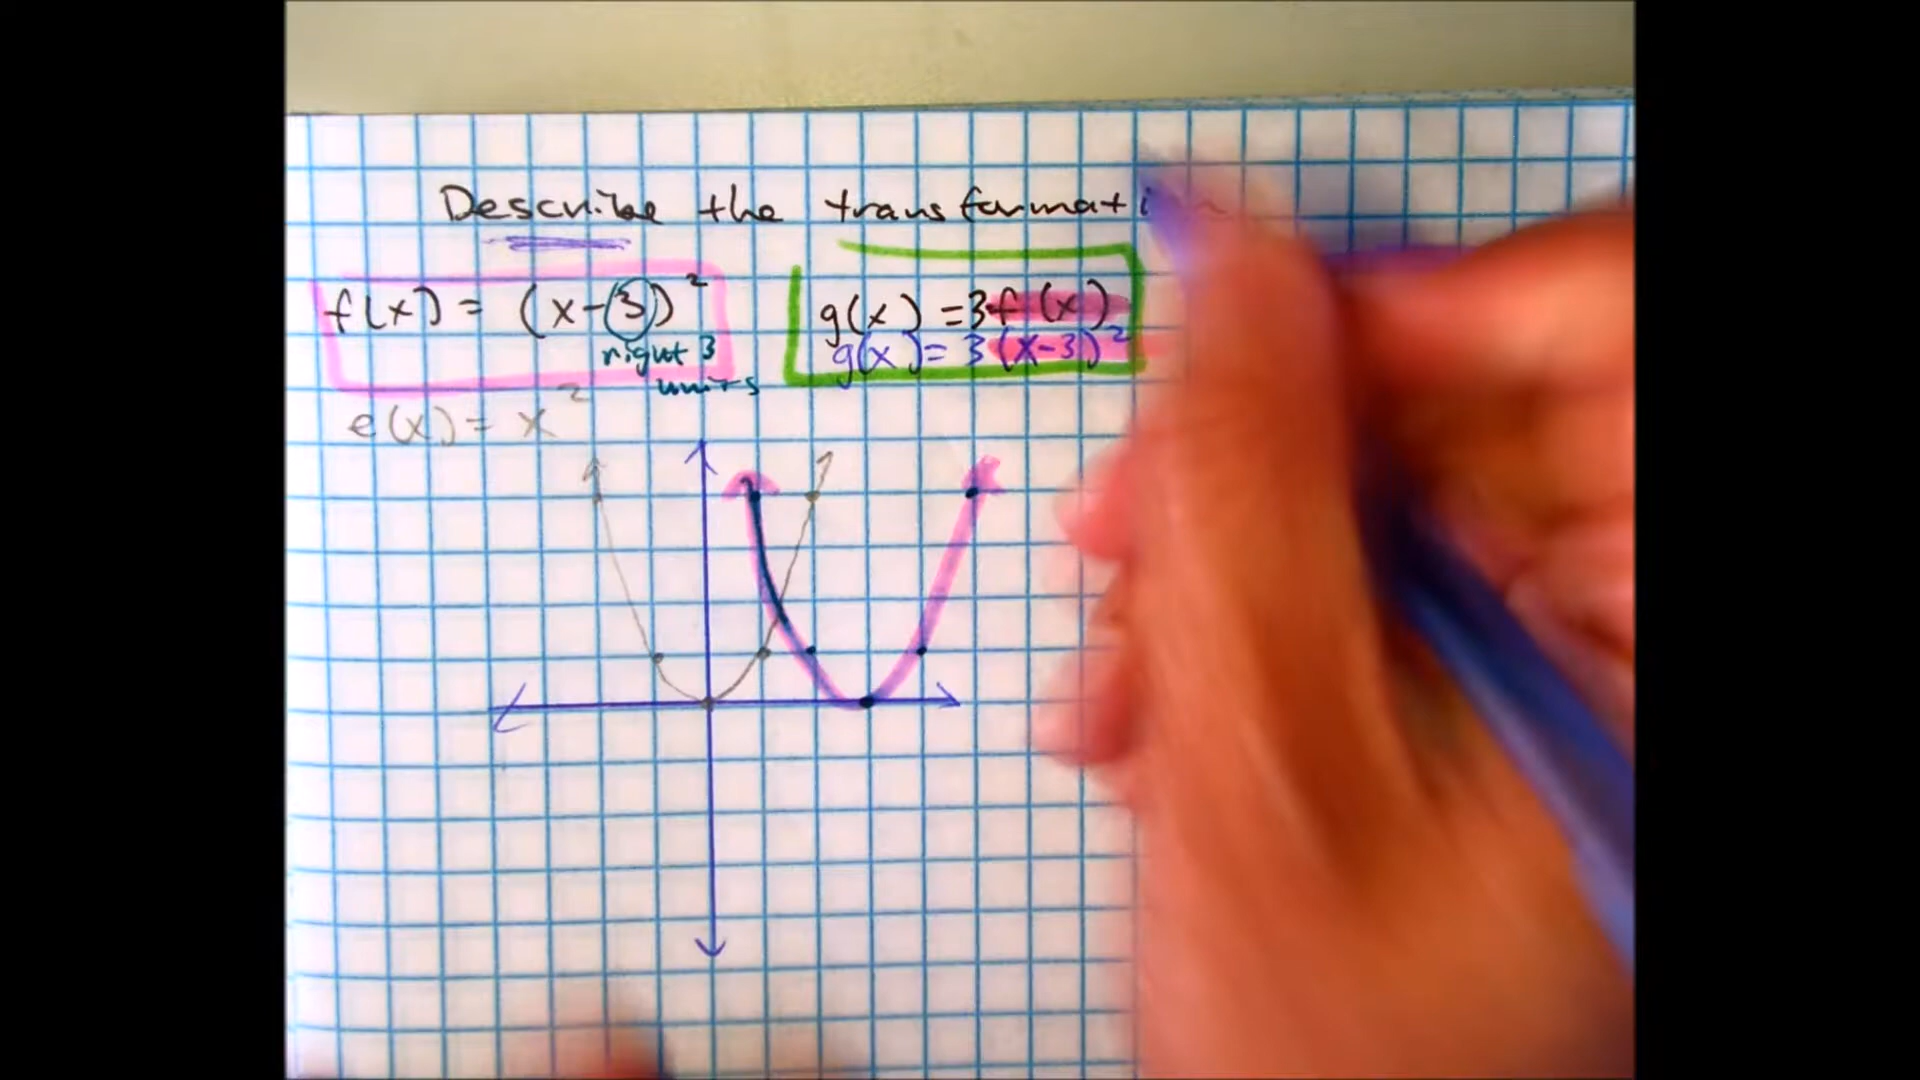 Describe the transformati
f(x) = (x-3)²
g(x) = 3f(x)
right 3
units
g(x) = 3(x-3)²
e(x) = x²